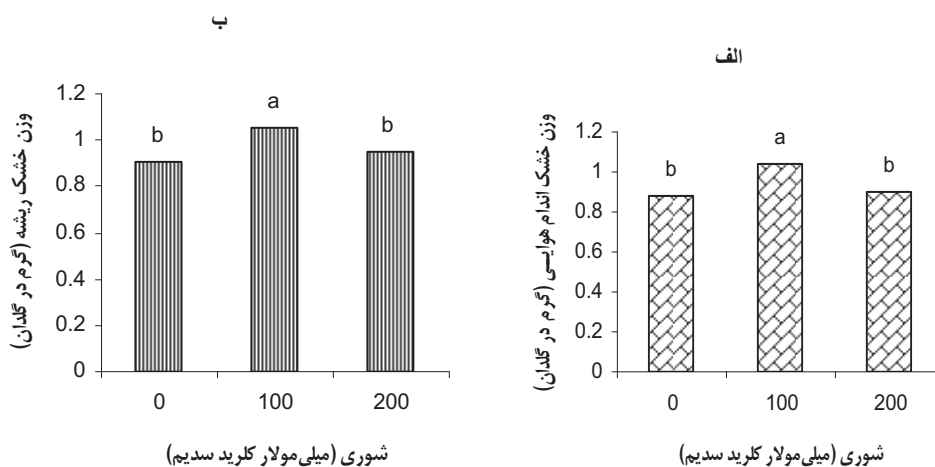 الف
وزن خشک اندام هوایی (گرم در گلدان)
1.2
1
0.8
0.6
0.4
0.2
0
b
a
b
0 100 200
شوری (میلی‌مولار کلرید سدیم)
ب
وزن خشک ریشه (گرم در گلدان)
1.2
1
0.8
0.6
0.4
0.2
0
b
a
b
0 100 200
شوری (میلی‌مولار کلرید سدیم)